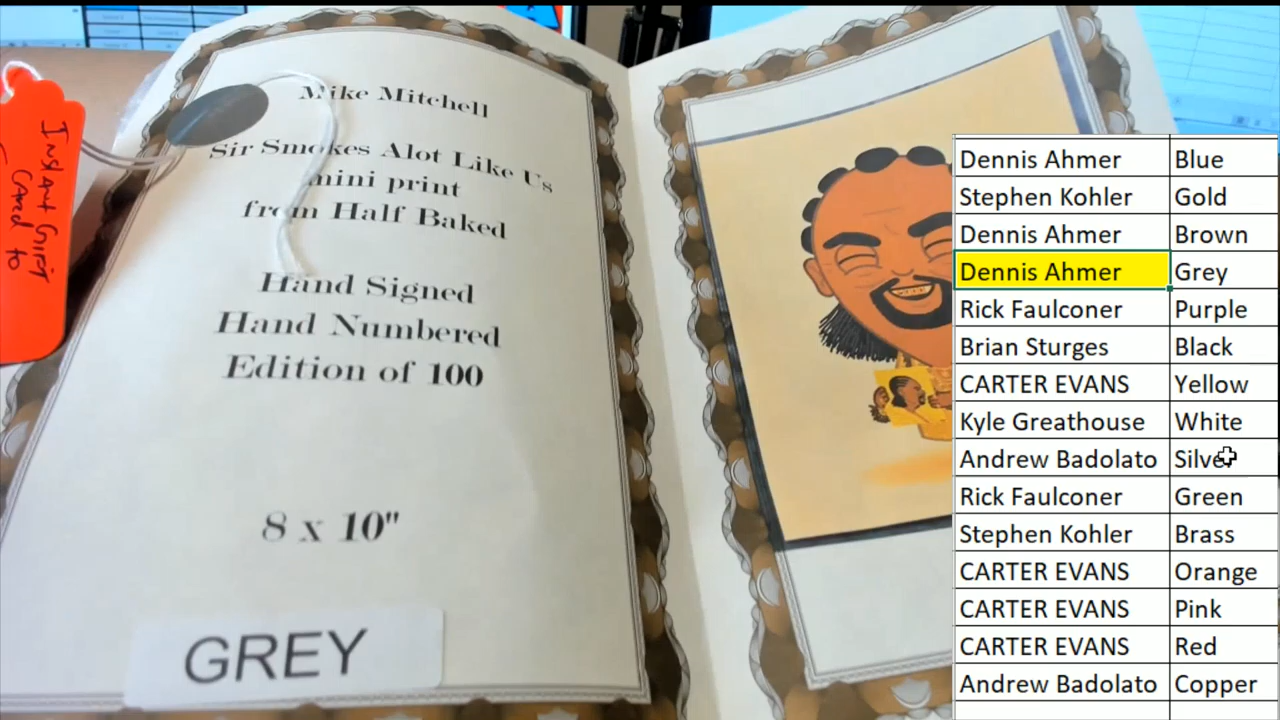 Mike Mitchell
Sir Smokes Alot Like Us
mini print
from Half Baked
Hand Signed
Hand Numbered
Edition of 100
8 x 10"
GREY
Instant Gift
Card to
Dennis Ahmer Blue
Stephen Kohler Gold
Dennis Ahmer Brown
Dennis Ahmer Grey
Rick Faulconer Purple
Brian Sturges Black
CARTER EVANS Yellow
Kyle Greathouse White
Andrew Badolato Silver
Rick Faulconer Green
Stephen Kohler Brass
CARTER EVANS Orange
CARTER EVANS Pink
CARTER EVANS Red
Andrew Badolato Copper